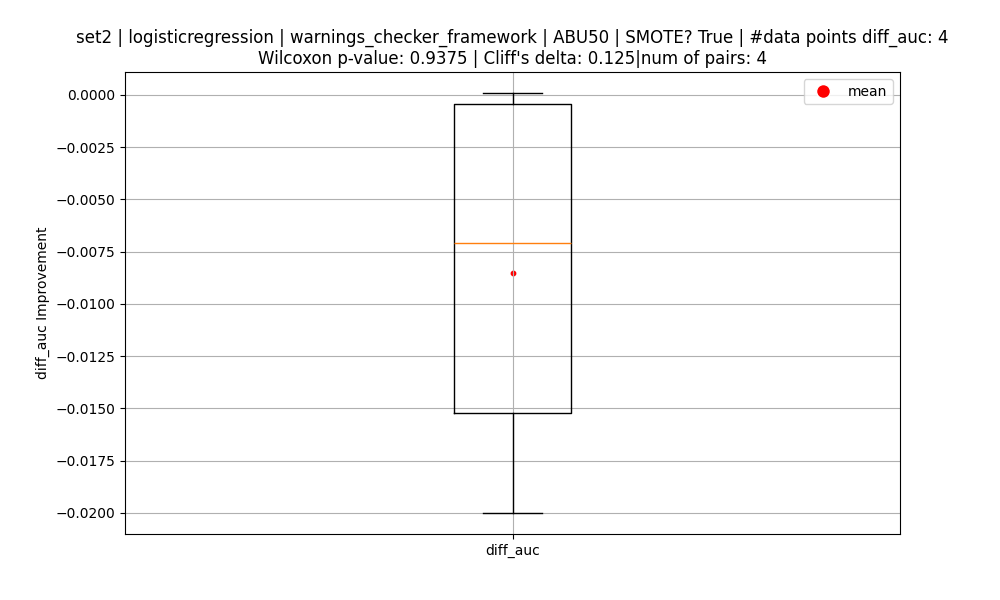 set2 | logisticregression | warnings_checker_framework | ABU50 | SMOTE? True | #data points diff_auc: 4
Wilcoxon p-value: 0.9375 | Cliff's delta: 0.125|num of pairs: 4
mean
0.0000
−0.0025
−0.0050
−0.0075
−0.0100
−0.0125
−0.0150
−0.0175
−0.0200
diff_auc Improvement
diff_auc